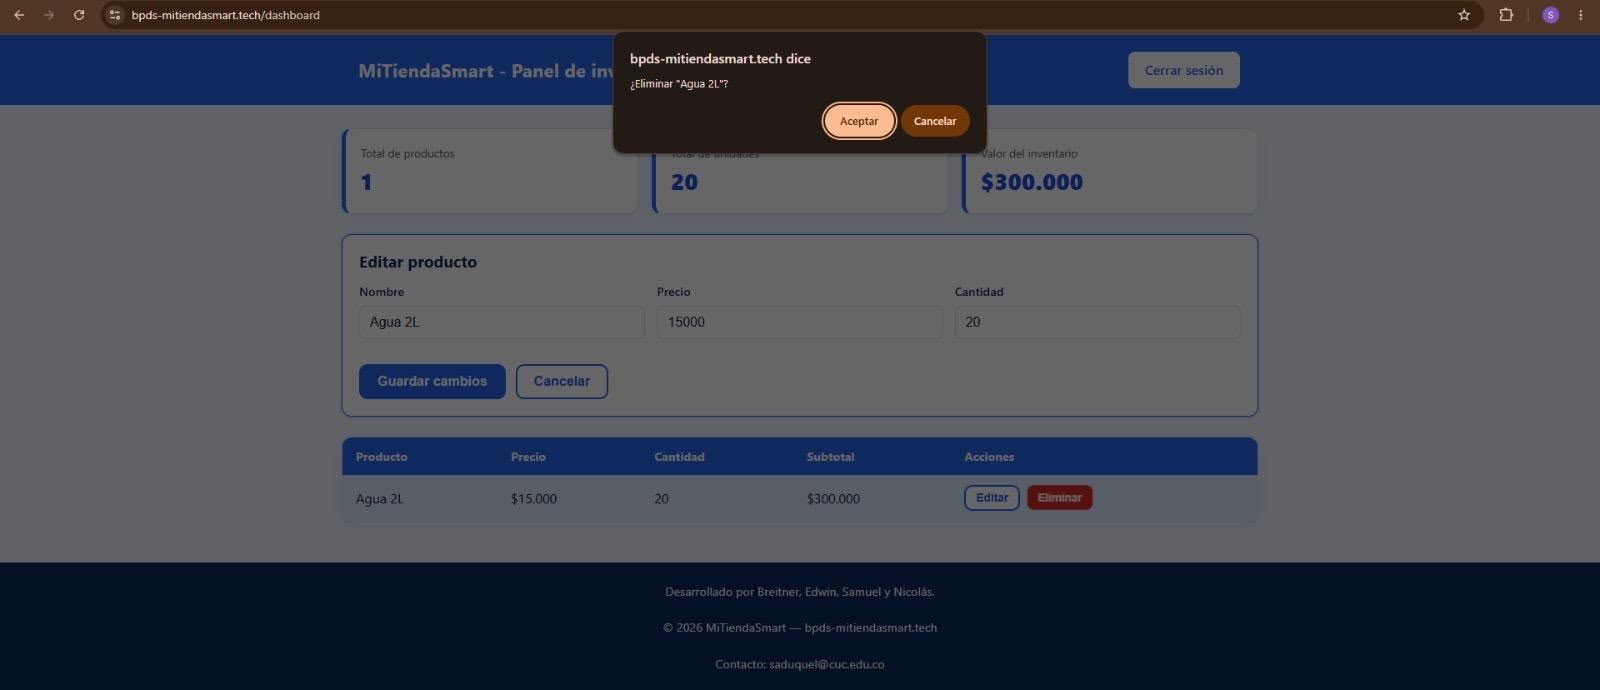 bpds-mitiendasmart.tech/dashboard
S
bpds-mitiendasmart.tech dice
¿Eliminar "Agua 2L"?
Aceptar
Cancelar
MiTiendaSmart - Panel de
Cerrar sesión
Total de productos
1
Total de unidades
20
Valor del inventario
$300.000
Editar producto
Nombre
Precio
Cantidad
Agua 2L
15000
20
Guardar cambios
Cancelar
Producto Precio Cantidad Subtotal Acciones
Agua 2L $15.000 20 $300.000 Editar Eliminar
Desarrollado por Breitner, Edwin, Samuel y Nicolás.
© 2026 MiTiendaSmart — bpds-mitiendasmart.tech
Contacto: saduquel@cuc.edu.co